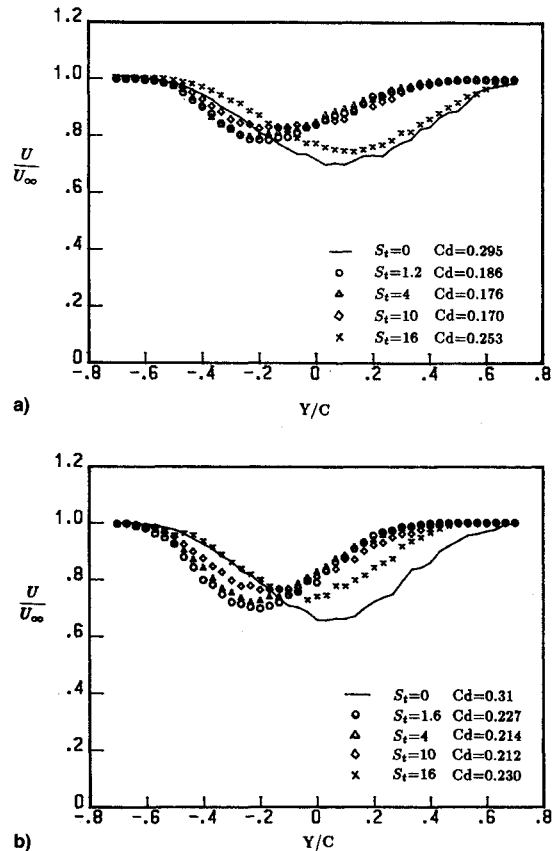 1.2
1.0
.8
U
U∞
.6
.4
.2
0
St=0 Cd=0.295
St=1.2 Cd=0.186
St=4 Cd=0.176
St=10 Cd=0.170
St=16 Cd=0.253
-.8 -.6 -.4 -.2 0 .2 .4 .6 .8
a)
Y/C
1.2
1.0
.8
U
U∞
.6
.4
.2
0
St=0 Cd=0.31
St=1.6 Cd=0.227
St=4 Cd=0.214
St=10 Cd=0.212
St=16 Cd=0.230
-.8 -.6 -.4 -.2 0 .2 .4 .6 .8
b)
Y/C